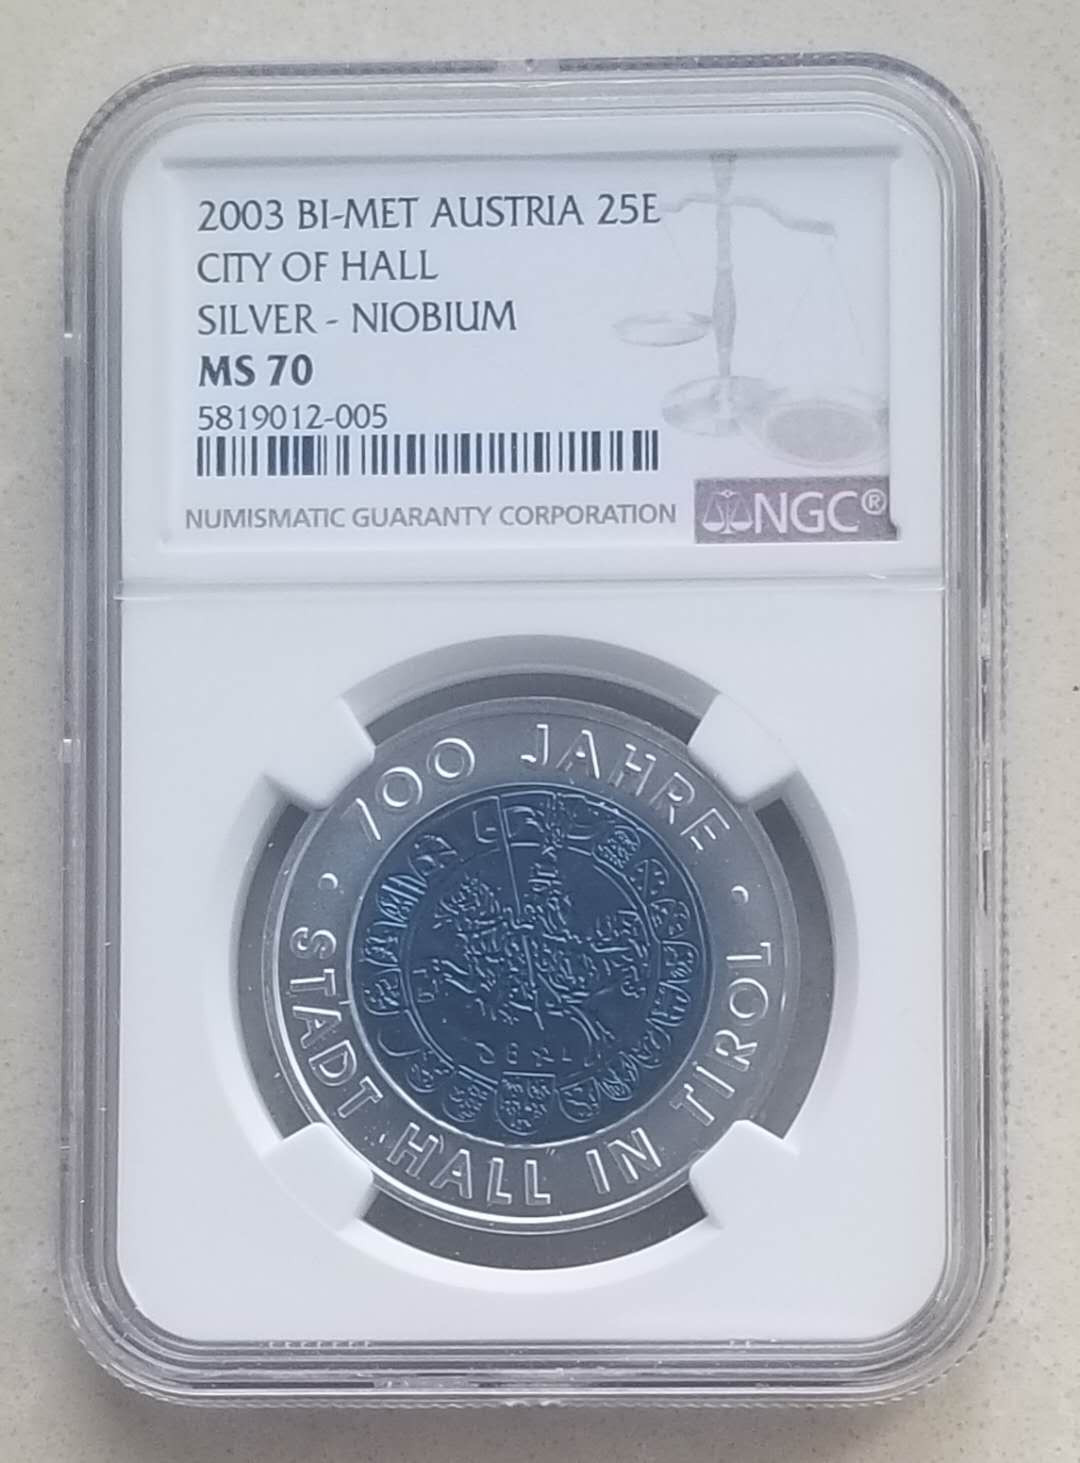 2003 BI-MET AUSTRIA 25E
CITY OF HALL
SILVER - NIOBIUM
MS 70
5819012-005
NUMISMATIC GUARANTY CORPORATION
NGC®
700 JAHRE
· STADT HALL IN TIROL ·